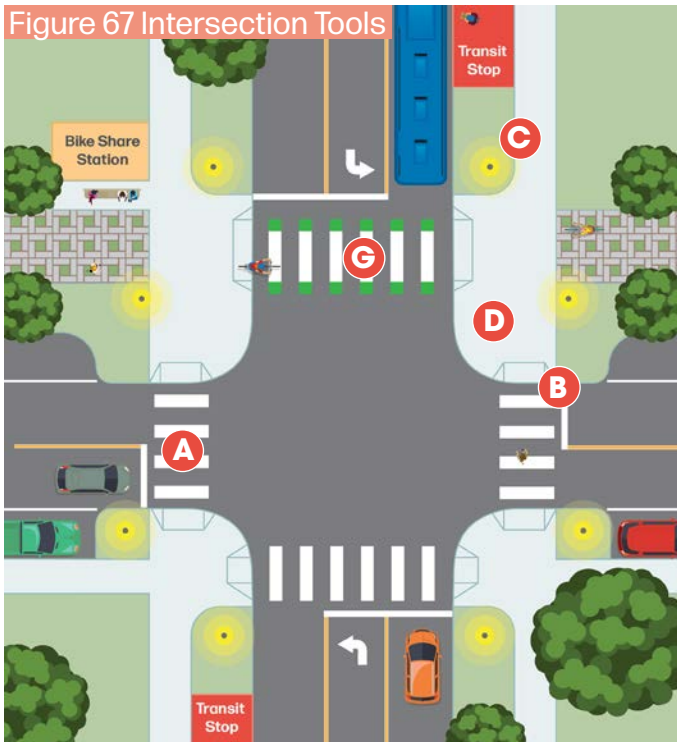 Figure 67 Intersection Tools
Transit
Stop
Bike Share
Station
C
G
D
B
A
Transit
Stop